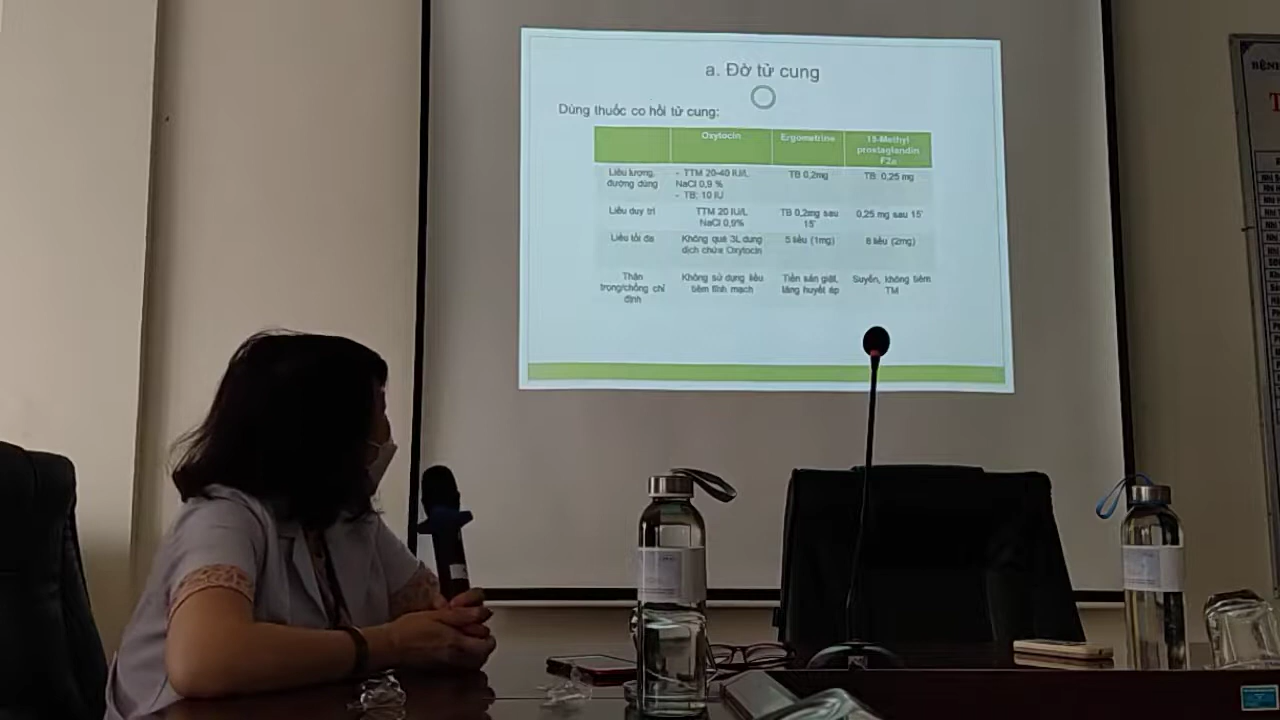 a. Đờ tử cung
Dùng thuốc co hồi tử cung:
Oxytocin
Ergometrine
15-Methyl
prostaglandin
F2a
Liều lượng,
đường dùng
- TTM 20-40 IU/L
NaCl 0,9 %
- TB: 10 IU
TB 0,2mg
TB: 0,25 mg
Liều duy trì
TTM 20 IU/L
NaCl 0,9%
TB 0,2mg sau
15'
0,25 mg sau 15'
Liều tối đa
Không quá 3L dung
dịch chứa Oxytocin
5 liều (1mg)
8 liều (2mg)
Thận
trọng/chống chỉ
định
Không sử dụng liều
tiêm tĩnh mạch
Tiền sản giật,
tăng huyết áp
Suyễn, không tiêm
TM
BỆNH